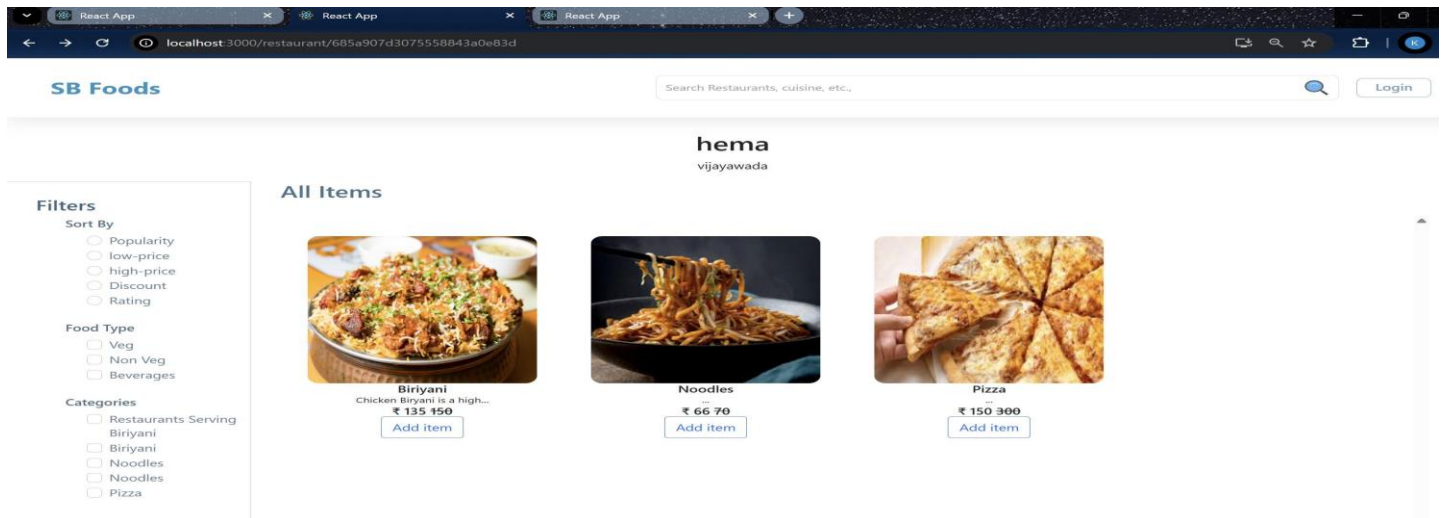 React App
React App
React App
localhost:3000/restaurant/685a907d3075558843a0e83d
K
SB Foods
Search Restaurants, cuisine, etc.,
Login
hema
vijayawada
Filters
Sort By
Popularity
low-price
high-price
Discount
Rating
Food Type
Veg
Non Veg
Beverages
Categories
Restaurants Serving
Biriyani
Biriyani
Noodles
Noodles
Pizza
All Items
Biriyani
Chicken Biryani is a high...
₹ 135 150
Add item
Noodles
...
₹ 66 70
Add item
Pizza
...
₹ 150 300
Add item